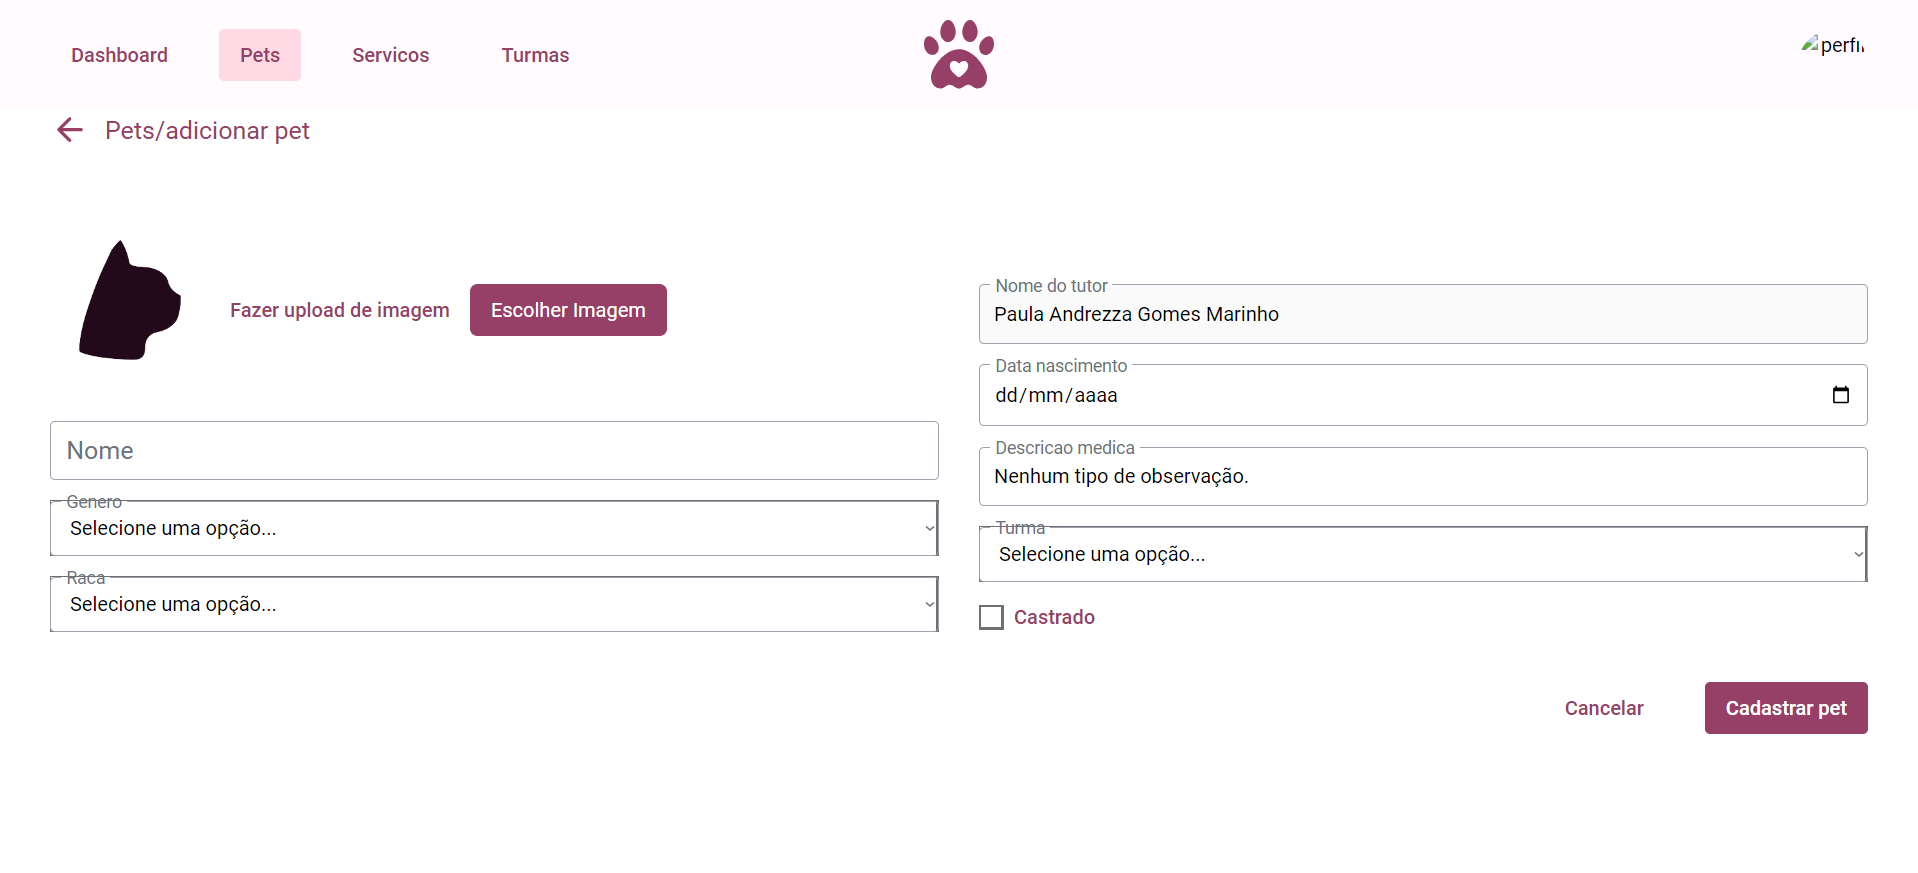 Dashboard
Pets
Servicos
Turmas
perfil
Pets/adicionar pet
Fazer upload de imagem
Escolher Imagem
Nome
Genero
Selecione uma opção...
Raca
Selecione uma opção...
Nome do tutor
Paula Andrezza Gomes Marinho
Data nascimento
dd/mm/aaaa
Descricao medica
Nenhum tipo de observação.
Turma
Selecione uma opção...
Castrado
Cancelar
Cadastrar pet